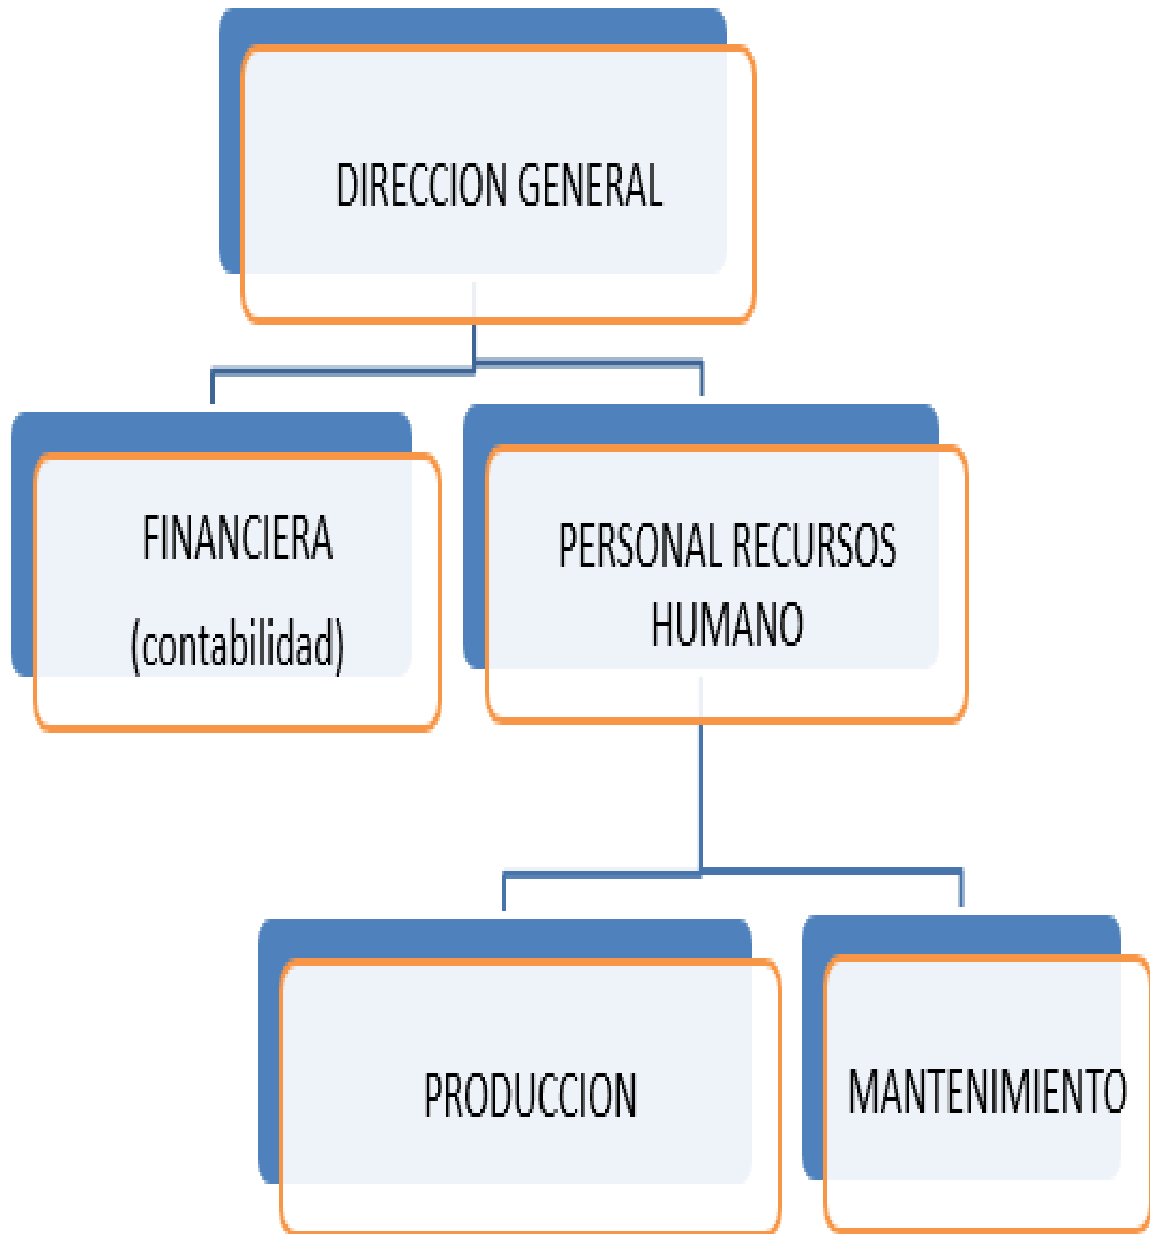 DIRECCION GENERAL
FINANCIERA
(contabilidad)
PERSONAL RECURSOS
HUMANO
PRODUCCION
MANTENIMIENTO